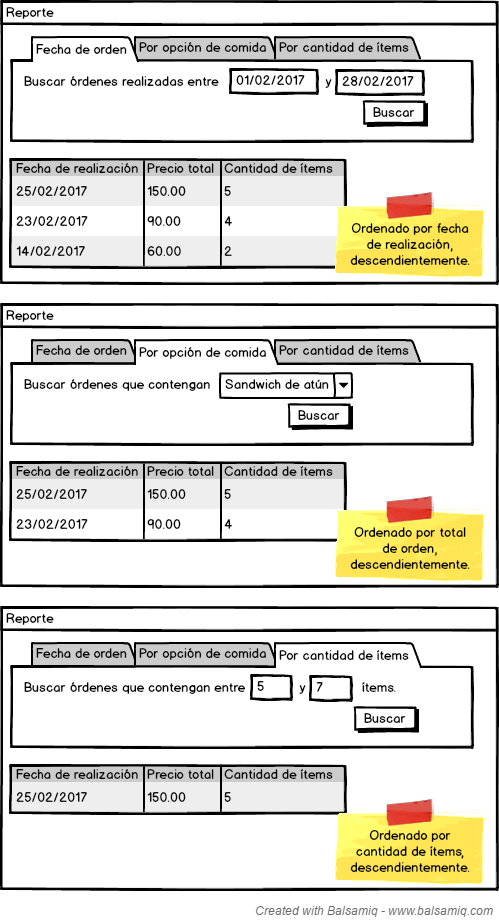 Reporte
Fecha de orden Por opción de comida Por cantidad de ítems
Buscar órdenes realizadas entre 01/02/2017 y 28/02/2017
Buscar
Fecha de realización Precio total Cantidad de ítems
25/02/2017 150.00 5
23/02/2017 90.00 4
14/02/2017 60.00 2
Ordenado por fecha
de realización,
descendientemente.
Reporte
Fecha de orden Por opción de comida Por cantidad de ítems
Buscar órdenes que contengan Sandwich de atún
Buscar
Fecha de realización Precio total Cantidad de ítems
25/02/2017 150.00 5
23/02/2017 90.00 4
Ordenado por total
de orden,
descendientemente.
Reporte
Fecha de orden Por opción de comida Por cantidad de ítems
Buscar órdenes que contengan entre 5 y 7 ítems.
Buscar
Fecha de realización Precio total Cantidad de ítems
25/02/2017 150.00 5
Ordenado por
cantidad de ítems,
descendientemente.
Created with Balsamiq - www.balsamiq.com